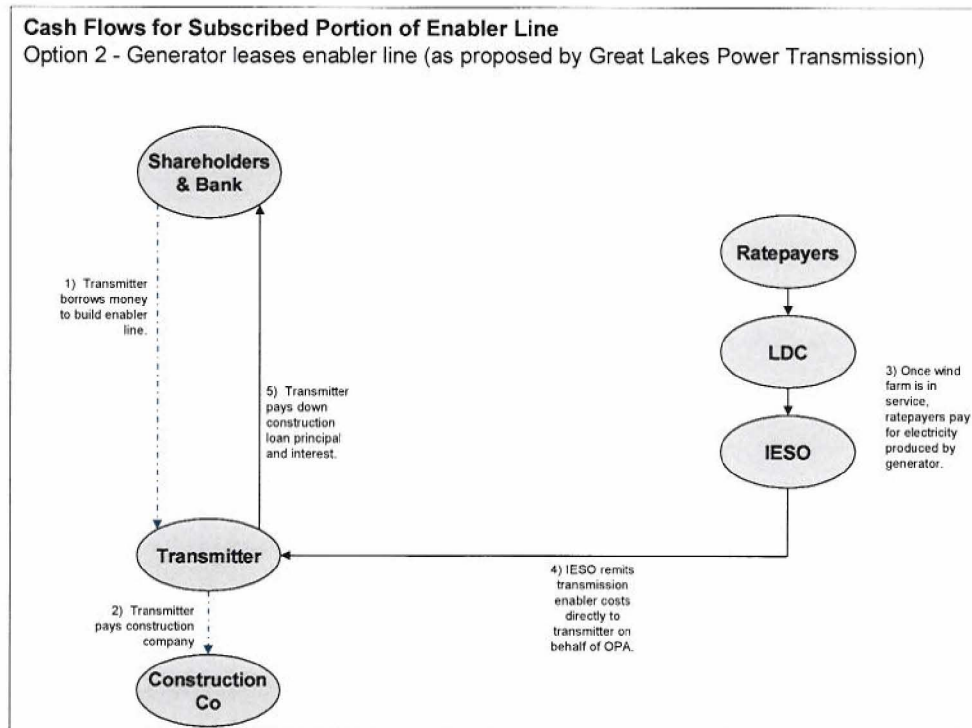 Cash Flows for Subscribed Portion of Enabler Line
Option 2 - Generator leases enabler line (as proposed by Great Lakes Power Transmission)
Shareholders
& Bank
1) Transmitter
borrows money
to build enabler
line.
5) Transmitter
pays down
construction
loan principal
and interest.
Ratepayers
LDC
IESO
3) Once wind
farm is in
service,
ratepayers pay
for electricity
produced by
generator.
Transmitter
4) IESO remits
transmission
enabler costs
directly to
transmitter on
behalf of OPA.
2) Transmitter
pays construction
company
Construction
Co